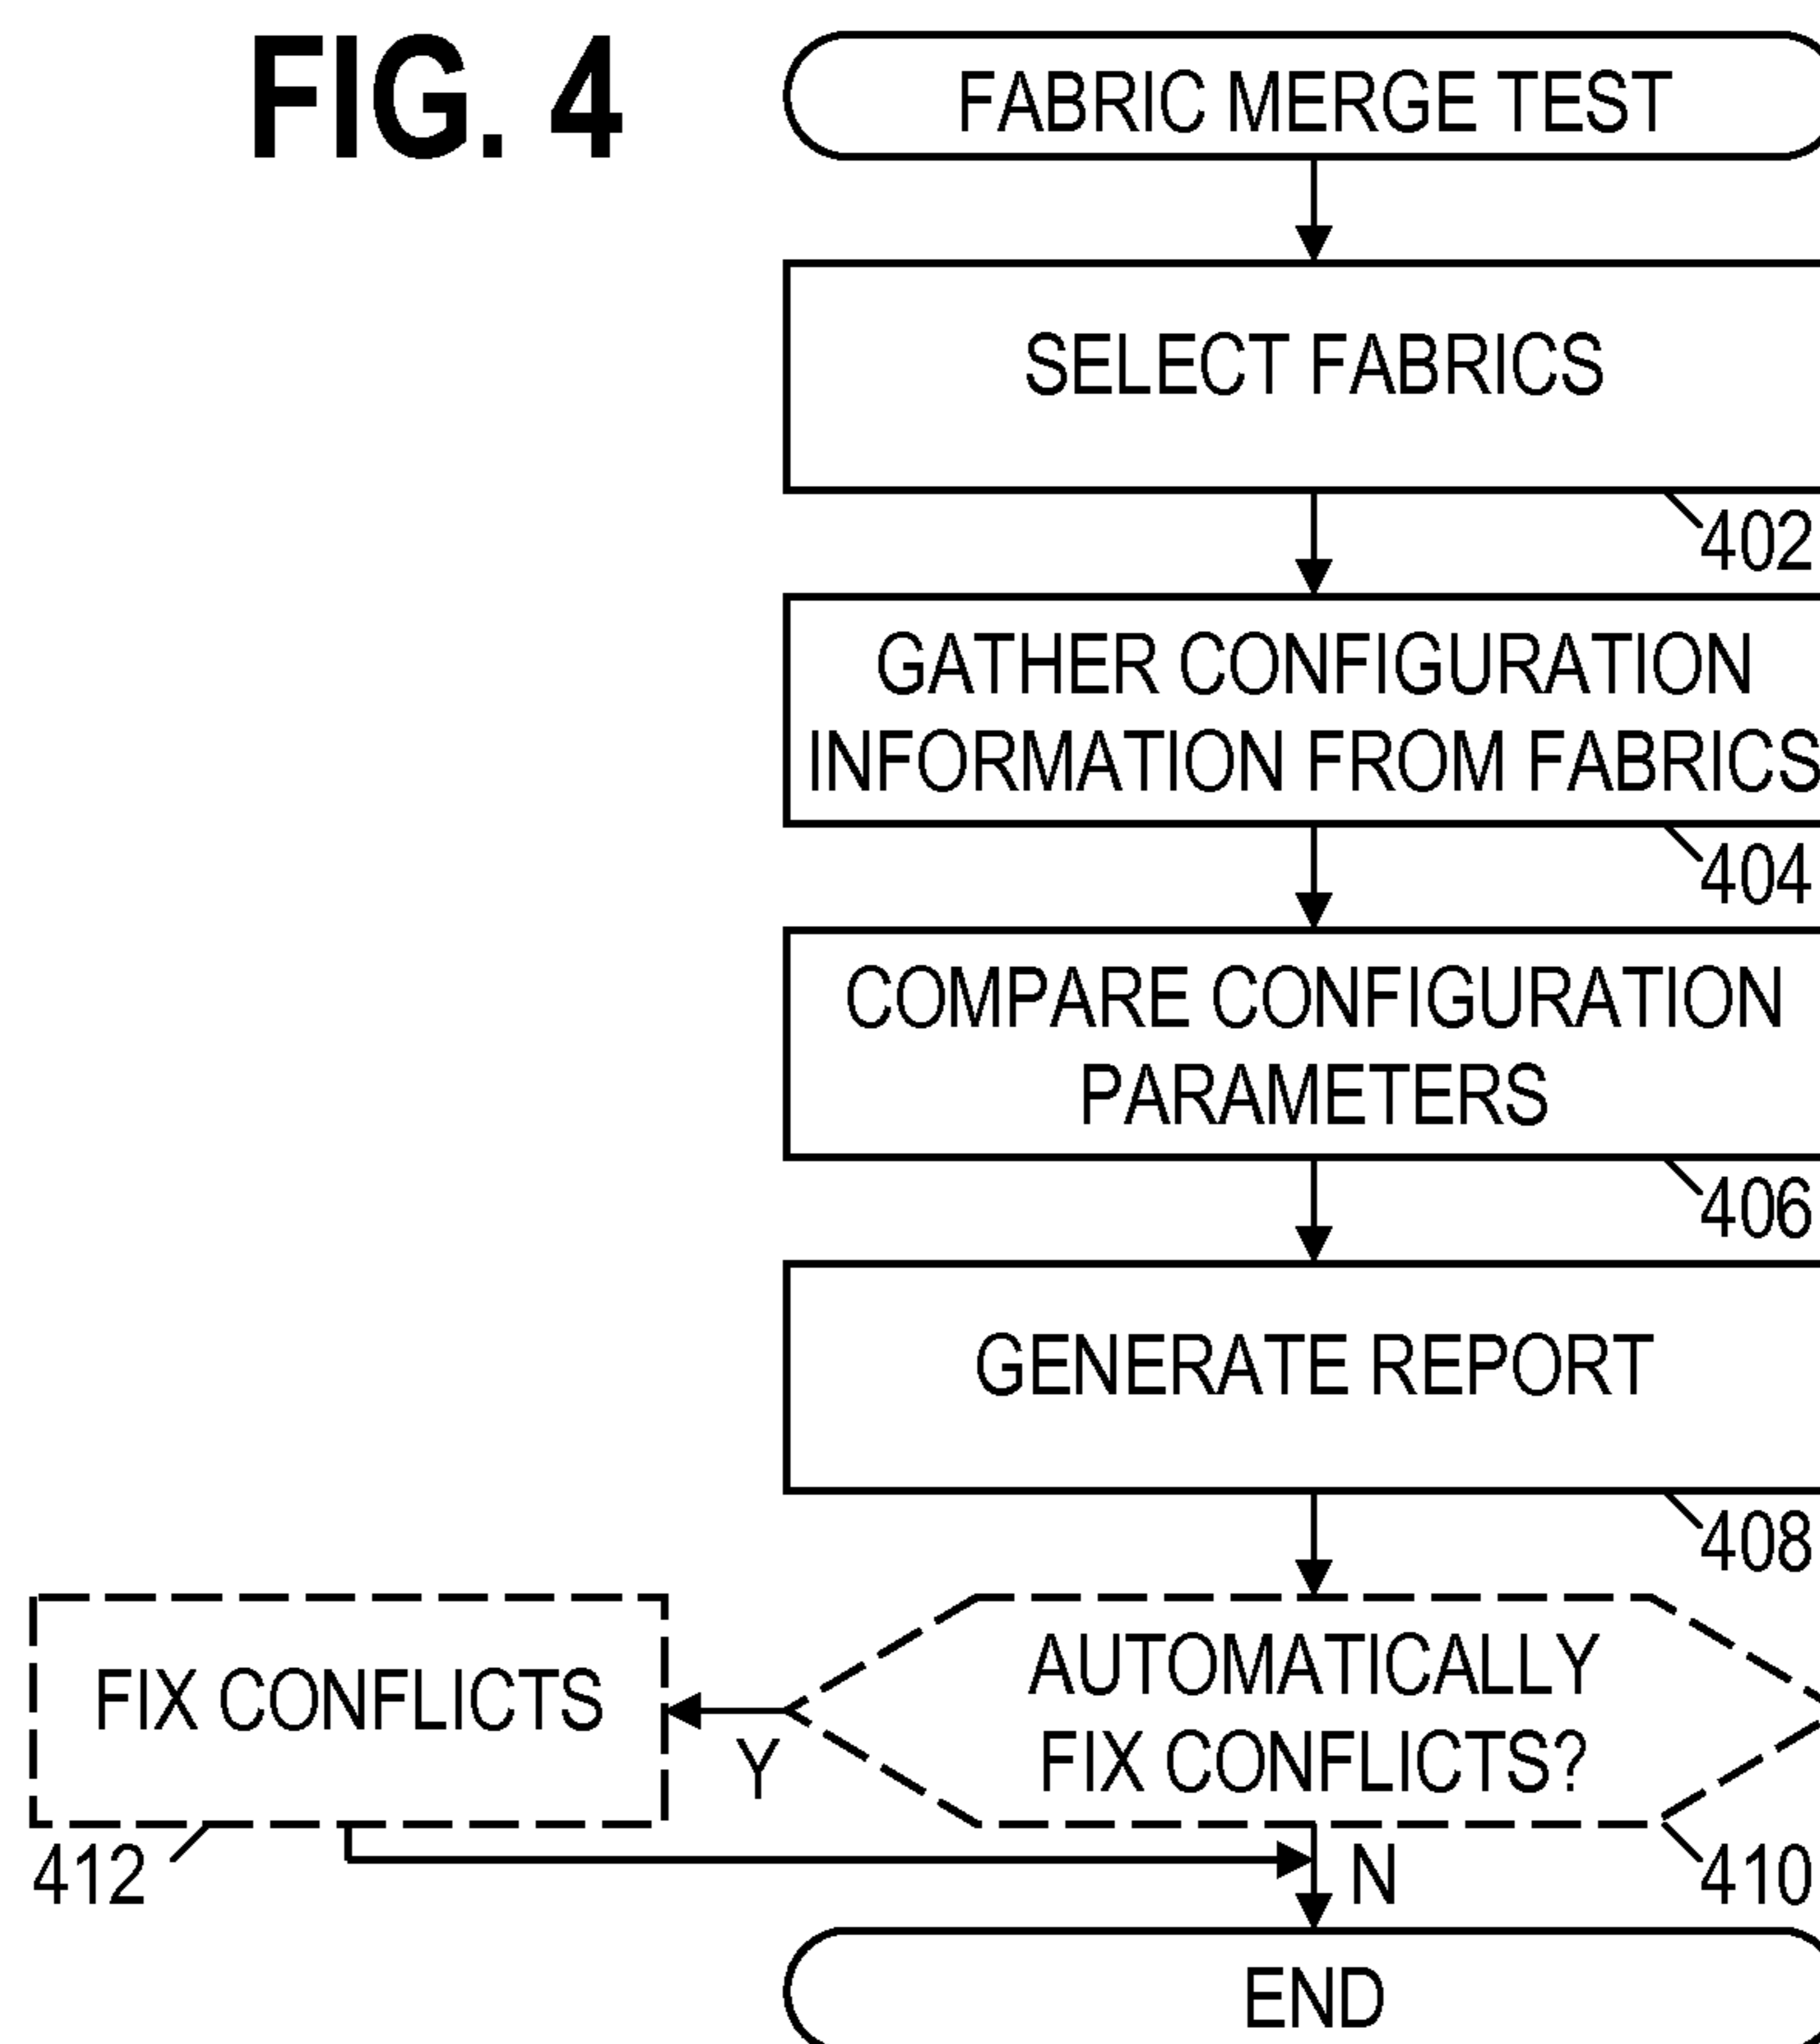 FIG. 4
FABRIC MERGE TEST
SELECT FABRICS
402
GATHER CONFIGURATION
INFORMATION FROM FABRICS
404
COMPARE CONFIGURATION
PARAMETERS
406
GENERATE REPORT
408
AUTOMATICALLY
FIX CONFLICTS?
410
Y
FIX CONFLICTS
412
N
END